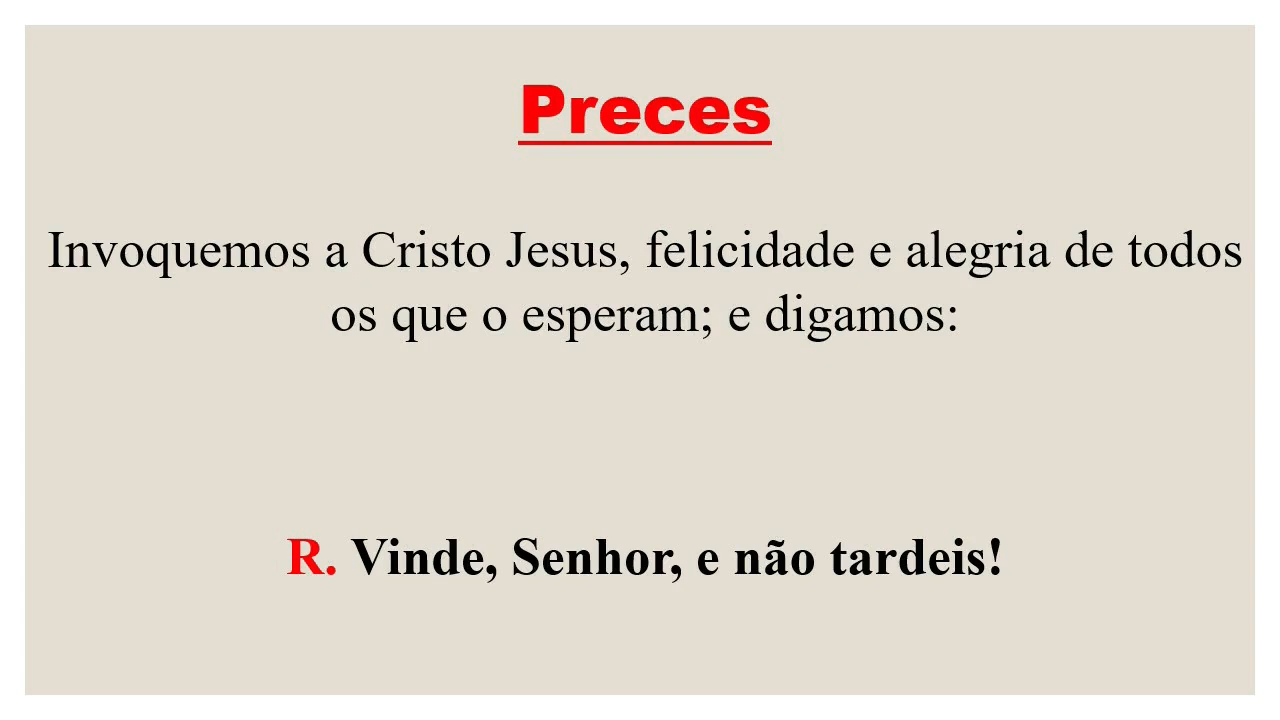 Preces
Invoquemos a Cristo Jesus, felicidade e alegria de todos
os que o esperam; e digamos:
R. Vinde, Senhor, e não tardeis!